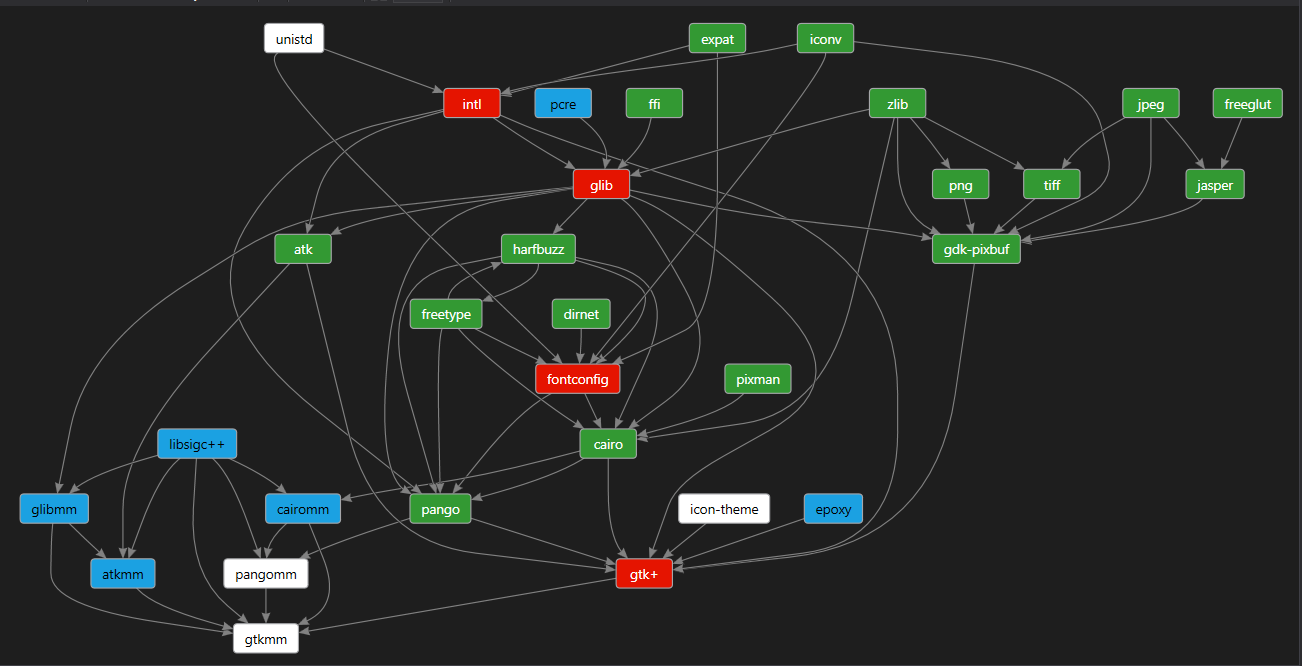 unistd
expat
iconv
intl
pcre
ffi
zlib
jpeg
freeglut
glib
png
tiff
jasper
atk
harfbuzz
gdk-pixbuf
freetype
dirnet
fontconfig
pixman
libsigc++
cairo
glibmm
cairomm
pango
icon-theme
epoxy
atkmm
pangomm
gtk+
gtkmm